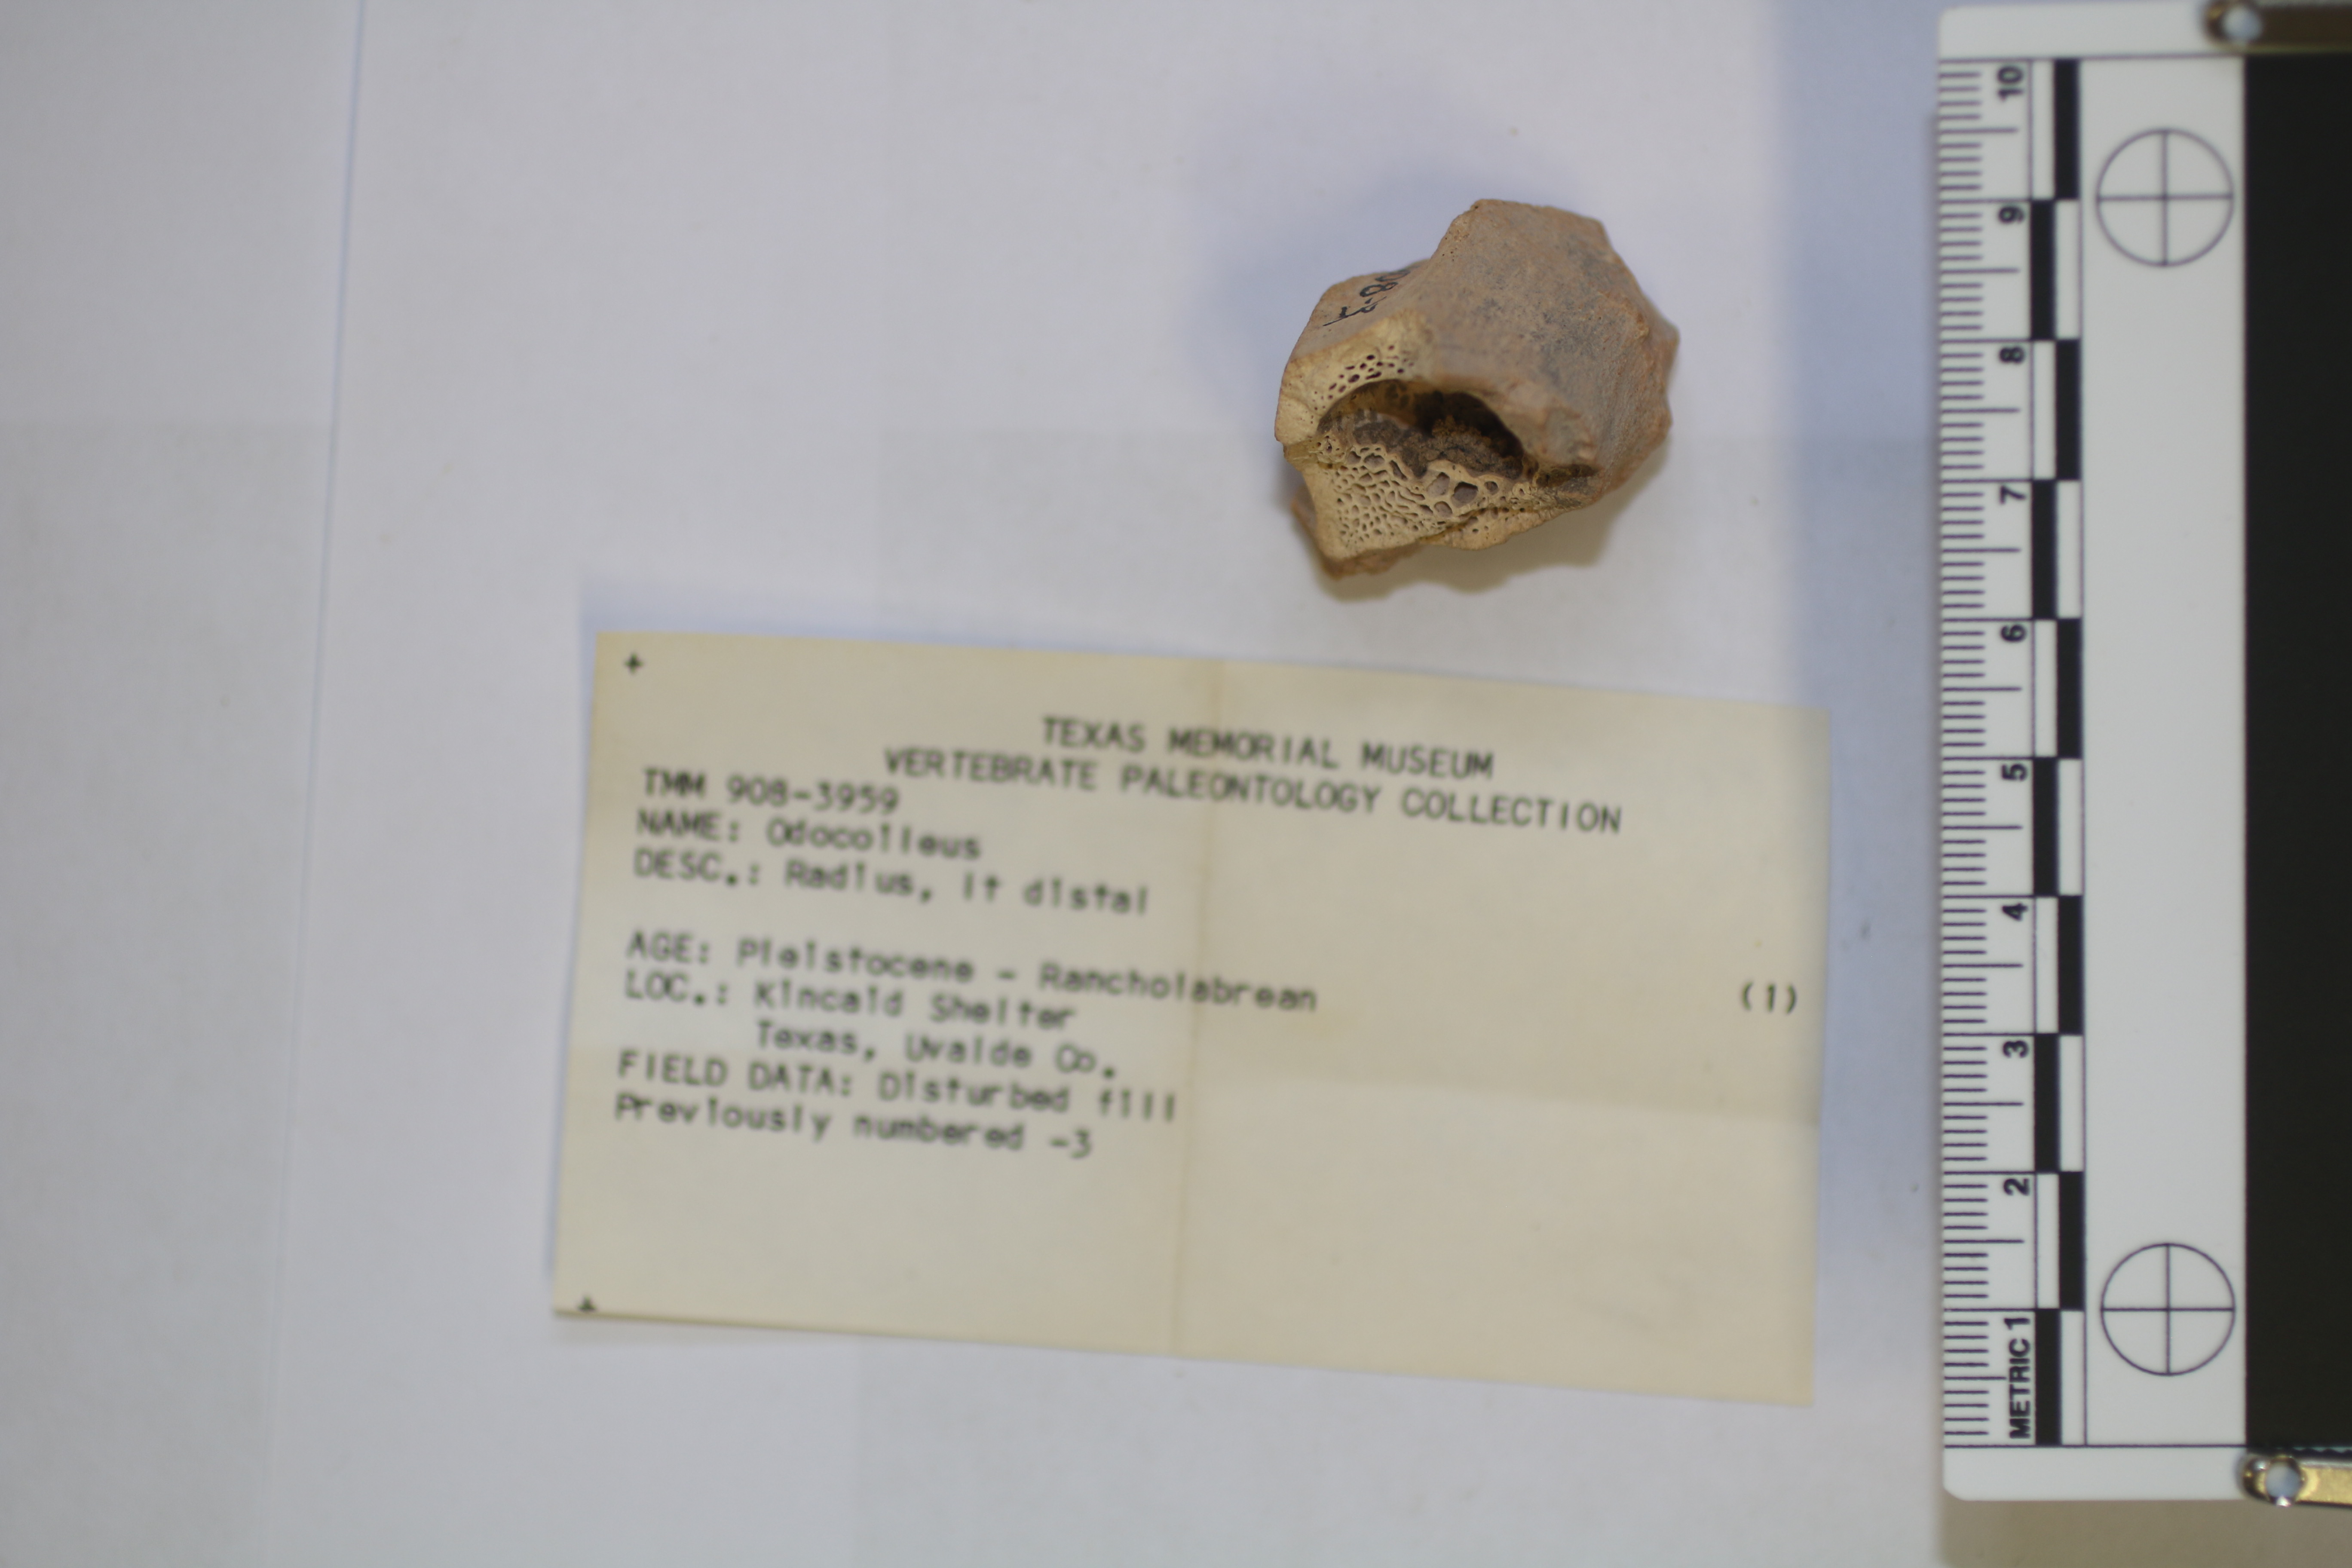 TEXAS MEMORIAL MUSEUM
VERTEBRATE PALEONTOLOGY COLLECTION
TMM 908-3959
NAME: Odocoileus
DESC.: Radius, lt distal
AGE: Pleistocene - Rancholabrean
LOC.: Kincaid Shelter
Texas, Uvalde Co.
FIELD DATA: Disturbed fill
Previously numbered -3
(1)
METRIC 1 2 3 4 5 6 7 8 9 10